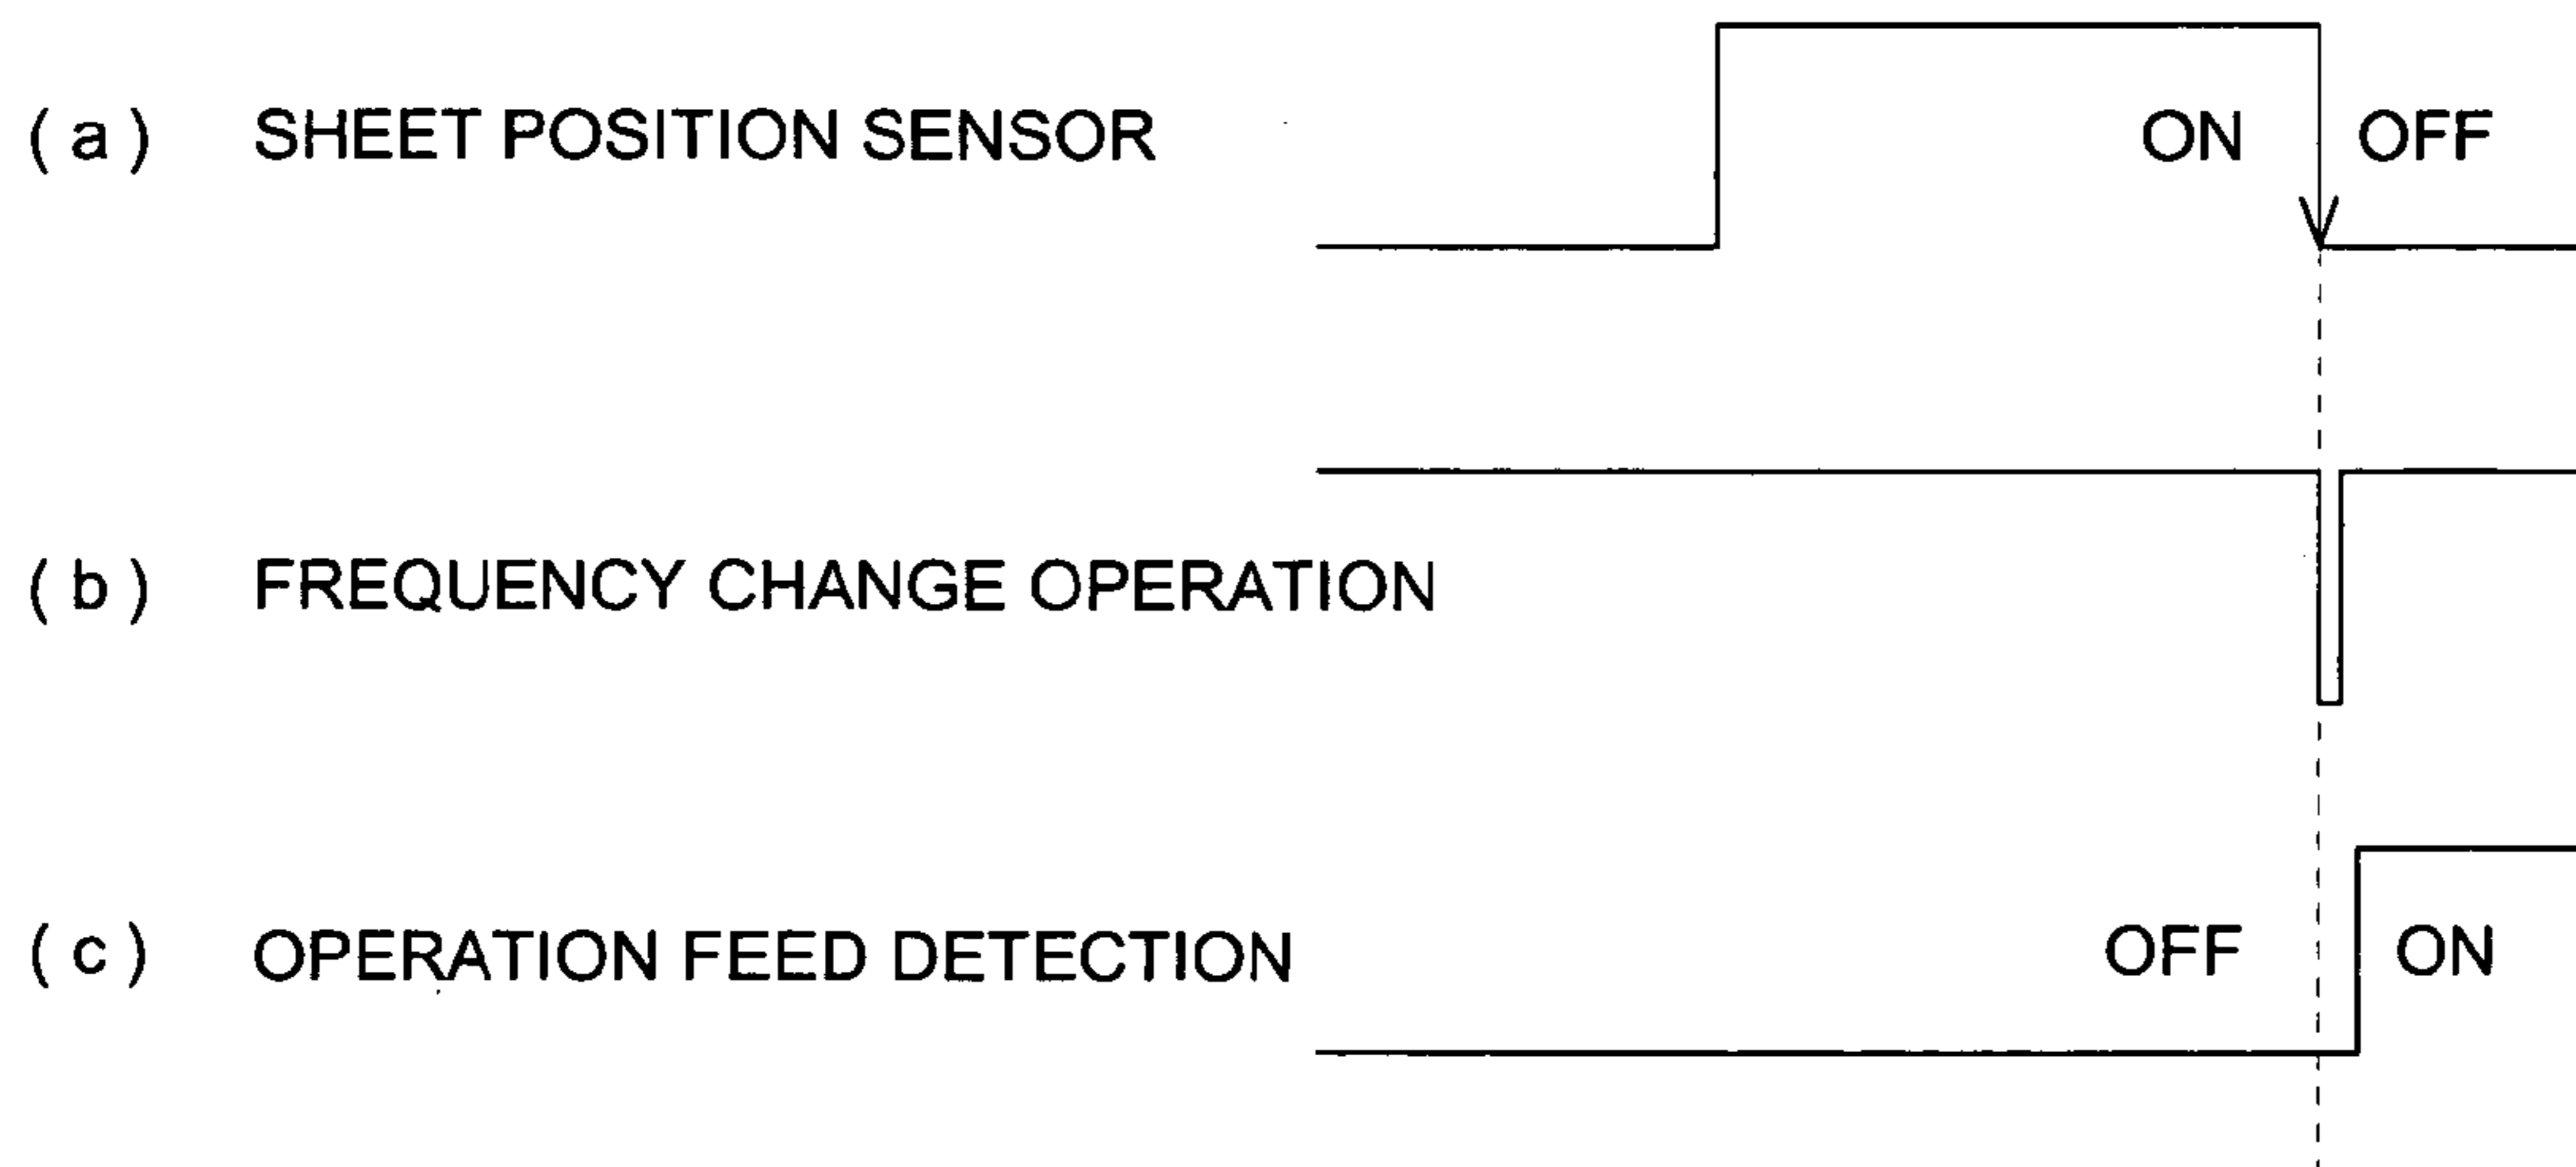 (a) SHEET POSITION SENSOR ON OFF
(b) FREQUENCY CHANGE OPERATION
(c) OPERATION FEED DETECTION OFF ON